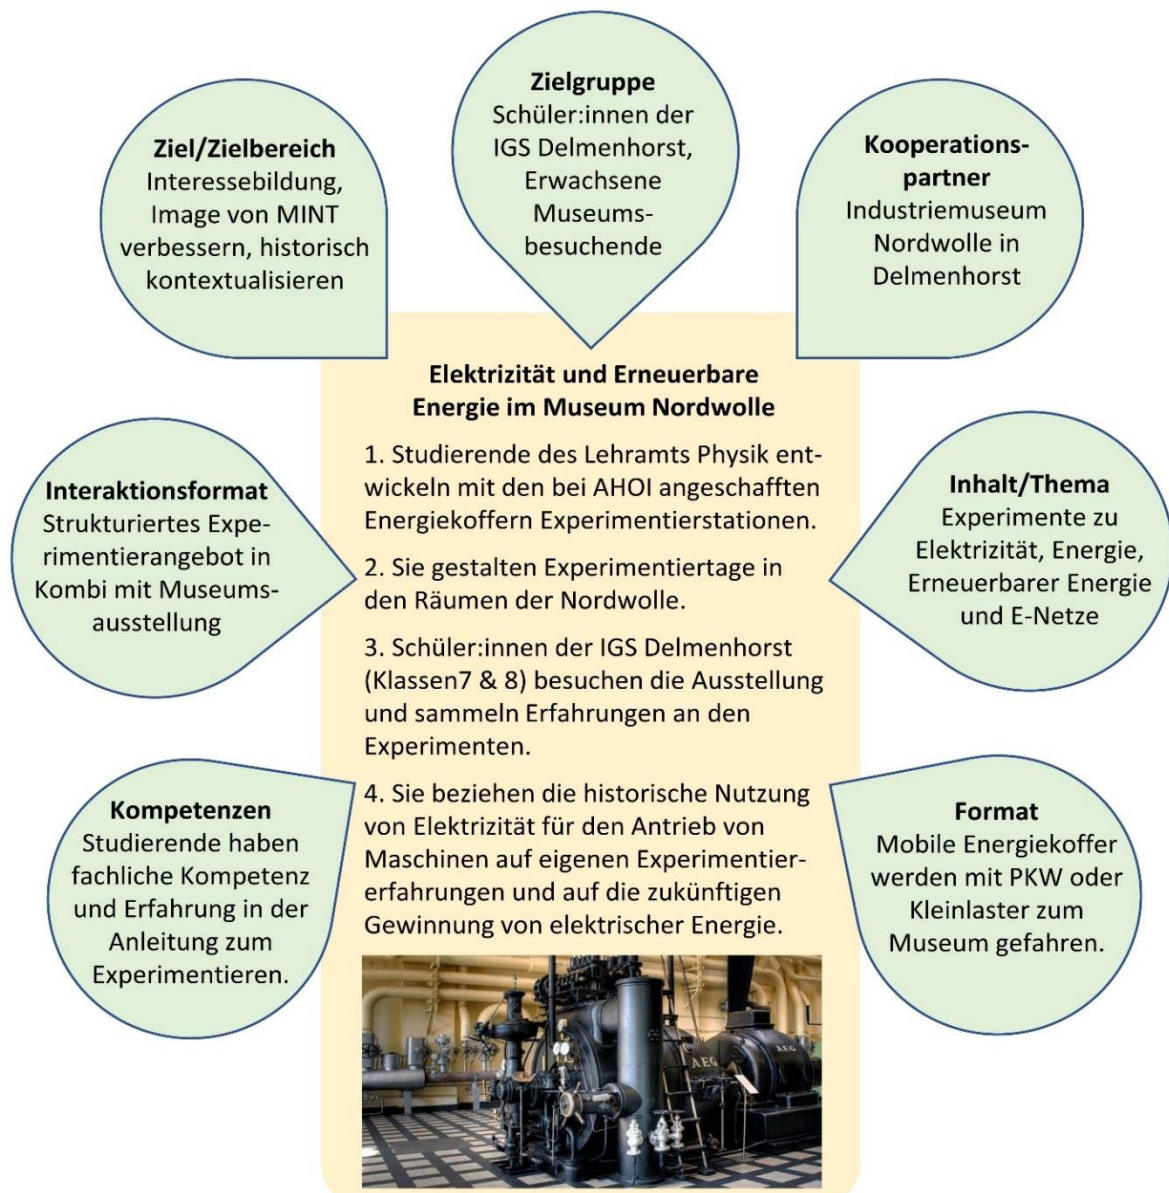 Zielgruppe
Schüler:innen der
IGS Delmenhorst,
Erwachsene
Museums-
besuchende
Ziel/Zielbereich
Interessebildung,
Image von MINT
verbessern, historisch
kontextualisieren
Kooperations-
partner
Industriemuseum
Nordwolle in
Delmenhorst
Elektrizität und Erneuerbare
Energie im Museum Nordwolle
1. Studierende des Lehramts Physik ent-
wickeln mit den bei AHOI angeschafften
Energiekoffern Experimentierstationen.
2. Sie gestalten Experimentiertage in
den Räumen der Nordwolle.
3. Schüler:innen der IGS Delmenhorst
(Klassen7 & 8) besuchen die Ausstellung
und sammeln Erfahrungen an den
Experimenten.
4. Sie beziehen die historische Nutzung
von Elektrizität für den Antrieb von
Maschinen auf eigenen Experimentier-
erfahrungen und auf die zukünftigen
Gewinnung von elektrischer Energie.
Interaktionsformat
Strukturiertes Expe-
rimentierangebot in
Kombi mit Museums-
ausstellung
Inhalt/Thema
Experimente zu
Elektrizität, Energie,
Erneuerbarer Energie
und E-Netze
Kompetenzen
Studierende haben
fachliche Kompetenz
und Erfahrung in der
Anleitung zum
Experimentieren.
Format
Mobile Energiekoffer
werden mit PKW oder
Kleinlaster zum
Museum gefahren.
AEG
AEG